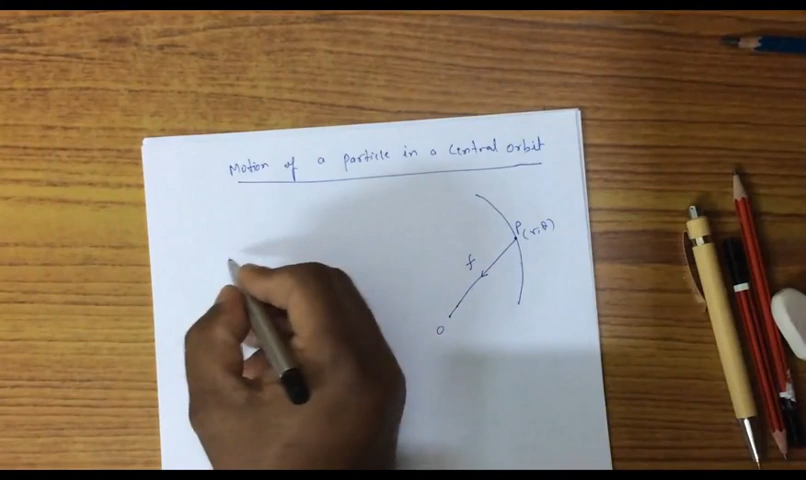 Motion of a particle in a central orbit
P(r,θ)
f
O